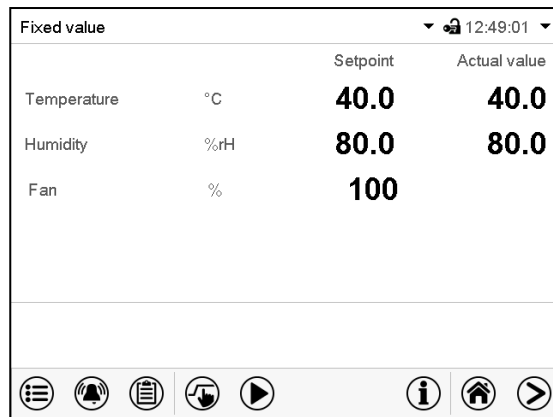 Fixed value 12:49:01
Setpoint Actual value
Temperature °C 40.0 40.0
Humidity %rH 80.0 80.0
Fan % 100